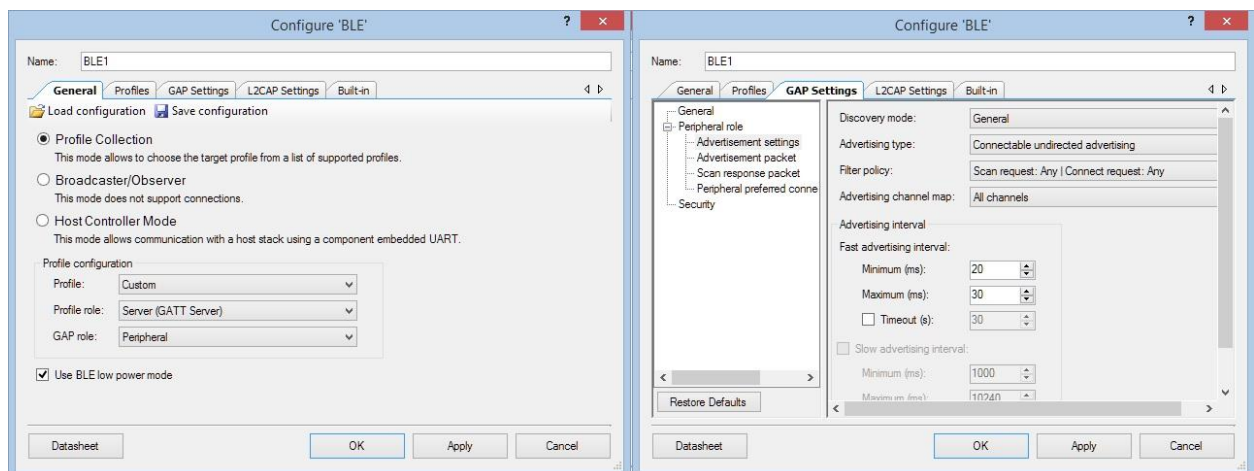 Configure 'BLE'
?
×
Name:
BLE1
General
Profiles
GAP Settings
L2CAP Settings
Built-in
Load configuration
Save configuration
Profile Collection
This mode allows to choose the target profile from a list of supported profiles.
Broadcaster/Observer
This mode does not support connections.
Host Controller Mode
This mode allows communication with a host stack using a component embedded UART.
Profile configuration
Profile:
Custom
Profile role:
Server (GATT Server)
GAP role:
Peripheral
Use BLE low power mode
Datasheet
OK
Apply
Cancel
Configure 'BLE'
?
×
Name:
BLE1
General
Profiles
GAP Settings
L2CAP Settings
Built-in
General
Peripheral role
Advertisement settings
Advertisement packet
Scan response packet
Peripheral preferred conne
Security
Restore Defaults
Discovery mode:
General
Advertising type:
Connectable undirected advertising
Filter policy:
Scan request: Any | Connect request: Any
Advertising channel map:
All channels
Advertising interval
Fast advertising interval:
Minimum (ms):
20
Maximum (ms):
30
Timeout (s):
30
Slow advertising interval:
Minimum (ms):
1000
Maximum (ms):
10240
Datasheet
OK
Apply
Cancel